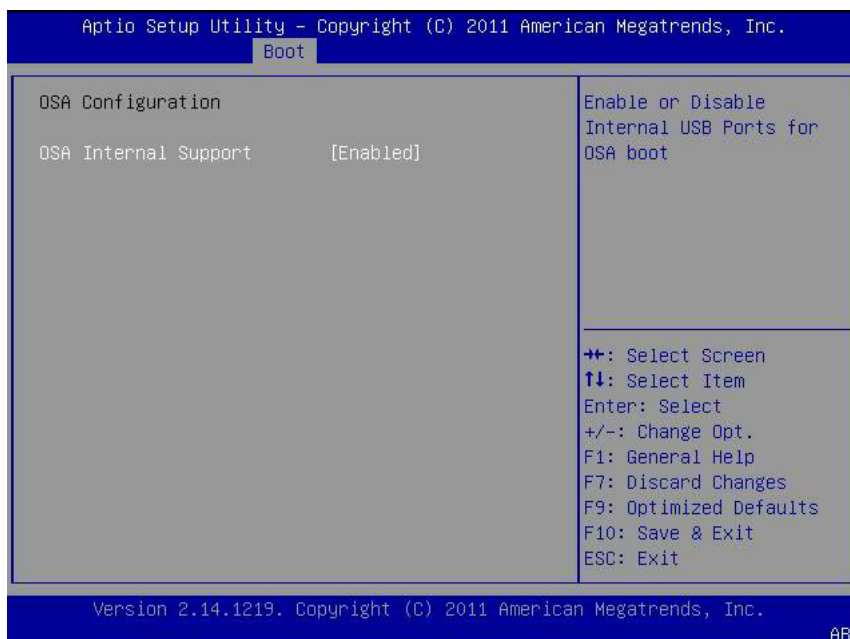 Aptio Setup Utility – Copyright (C) 2011 American Megatrends, Inc.
Boot
OSA Configuration
OSA Internal Support [Enabled]
Enable or Disable
Internal USB Ports for
OSA boot
→←: Select Screen
↑↓: Select Item
Enter: Select
+/-: Change Opt.
F1: General Help
F7: Discard Changes
F9: Optimized Defaults
F10: Save & Exit
ESC: Exit
Version 2.14.1219. Copyright (C) 2011 American Megatrends, Inc.